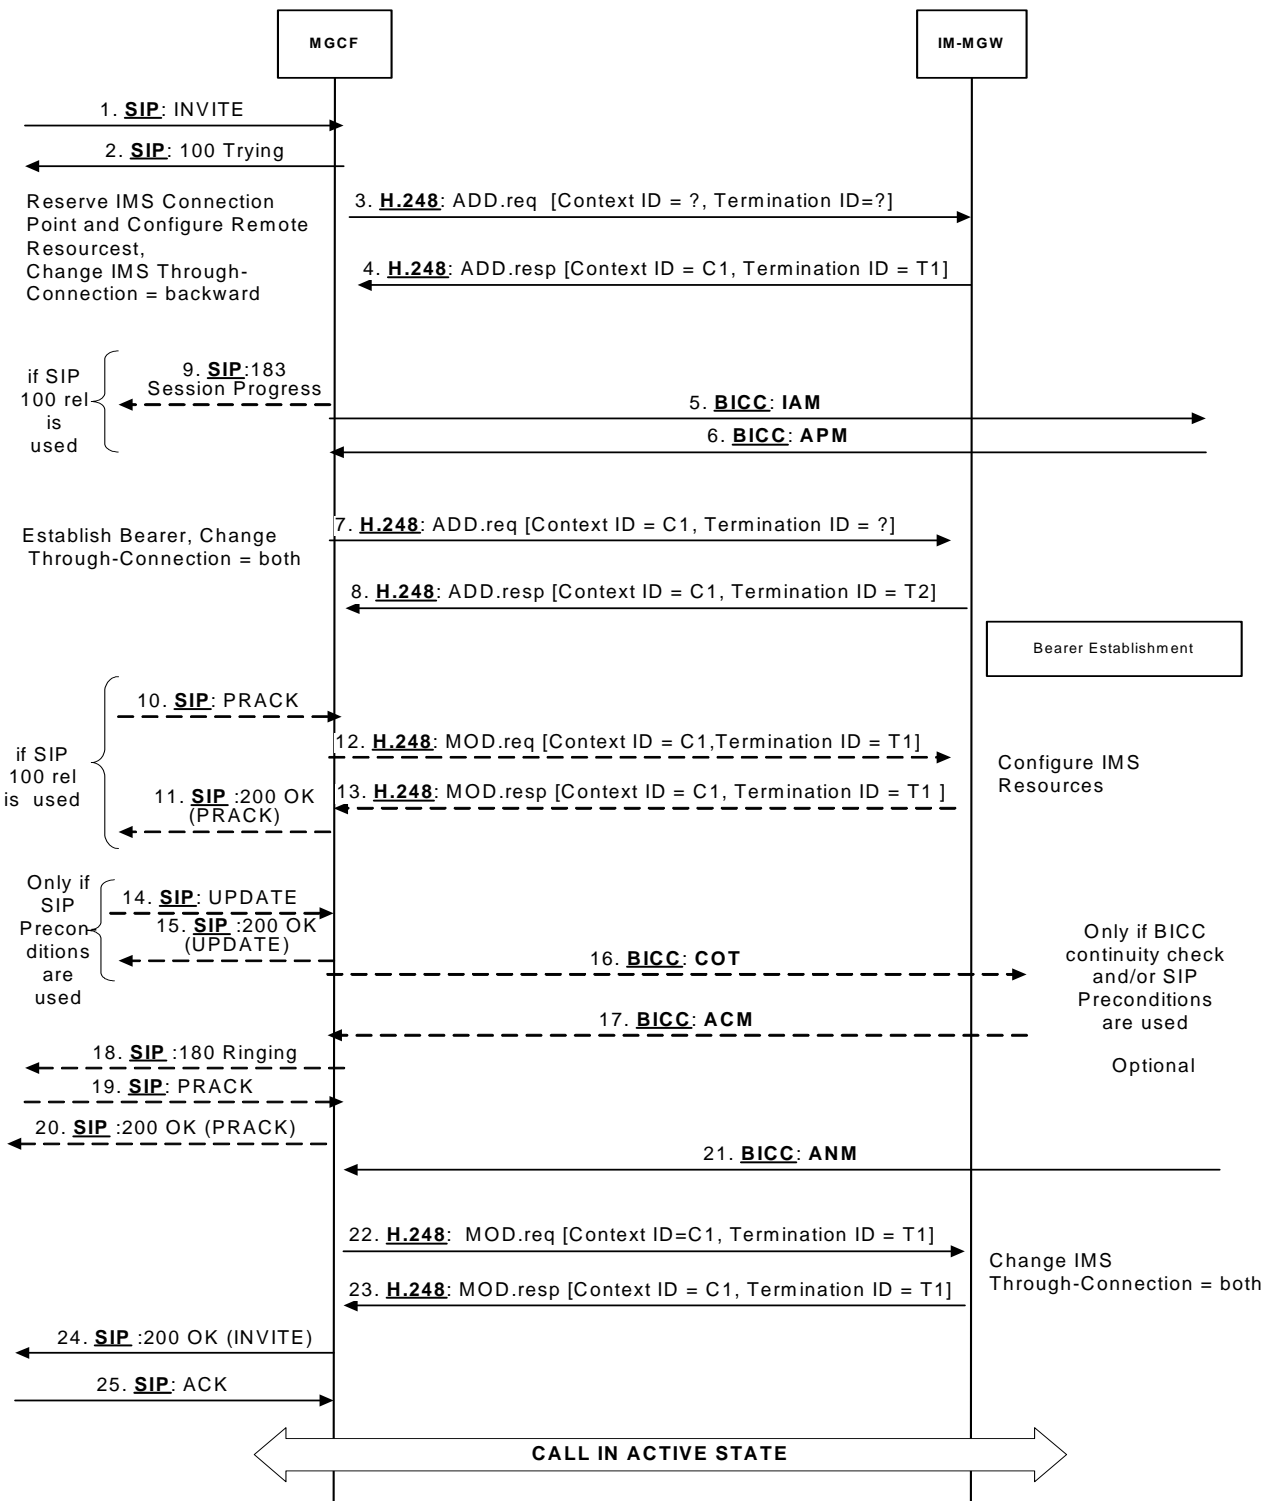 MGCF
IM-MGW
1. SIP: INVITE
2. SIP: 100 Trying
Reserve IMS Connection
Point and Configure Remote
Resourcest,
Change IMS Through-
Connection = backward
3. H.248: ADD.req [Context ID = ?, Termination ID=?]
4. H.248: ADD.resp [Context ID = C1, Termination ID = T1]
if SIP
100 rel
is
used
9. SIP:183
Session Progress
5. BICC: IAM
6. BICC: APM
Establish Bearer, Change
Through-Connection = both
7. H.248: ADD.req [Context ID = C1, Termination ID = ?]
8. H.248: ADD.resp [Context ID = C1, Termination ID = T2]
Bearer Establishment
10. SIP: PRACK
if SIP
100 rel
is used
12. H.248: MOD.req [Context ID = C1,Termination ID = T1]
Configure IMS
Resources
11. SIP :200 OK
(PRACK)
13. H.248: MOD.resp [Context ID = C1, Termination ID = T1 ]
Only if
SIP
Precon
ditions
are
used
14. SIP: UPDATE
15. SIP :200 OK
(UPDATE)
16. BICC: COT
Only if BICC
continuity check
and/or SIP
Preconditions
are used
17. BICC: ACM
Optional
18. SIP :180 Ringing
19. SIP: PRACK
20. SIP :200 OK (PRACK)
21. BICC: ANM
22. H.248: MOD.req [Context ID=C1, Termination ID = T1]
23. H.248: MOD.resp [Context ID = C1, Termination ID = T1]
Change IMS
Through-Connection = both
24. SIP :200 OK (INVITE)
25. SIP: ACK
CALL IN ACTIVE STATE